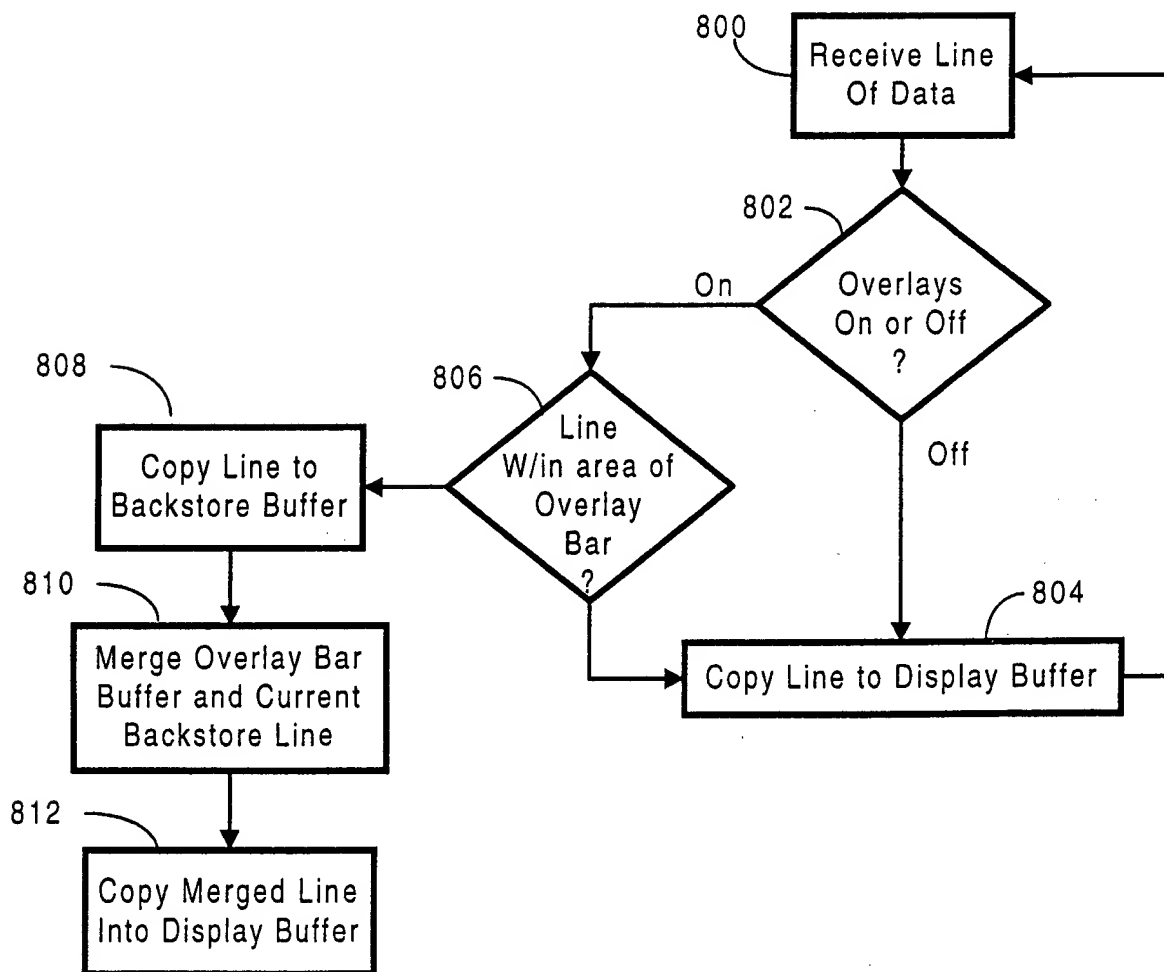 800
Receive Line
Of Data
802
Overlays
On or Off
?
On
Off
806
Line
W/in area of
Overlay
Bar
?
804
Copy Line to Display Buffer
808
Copy Line to
Backstore Buffer
810
Merge Overlay Bar
Buffer and Current
Backstore Line
812
Copy Merged Line
Into Display Buffer